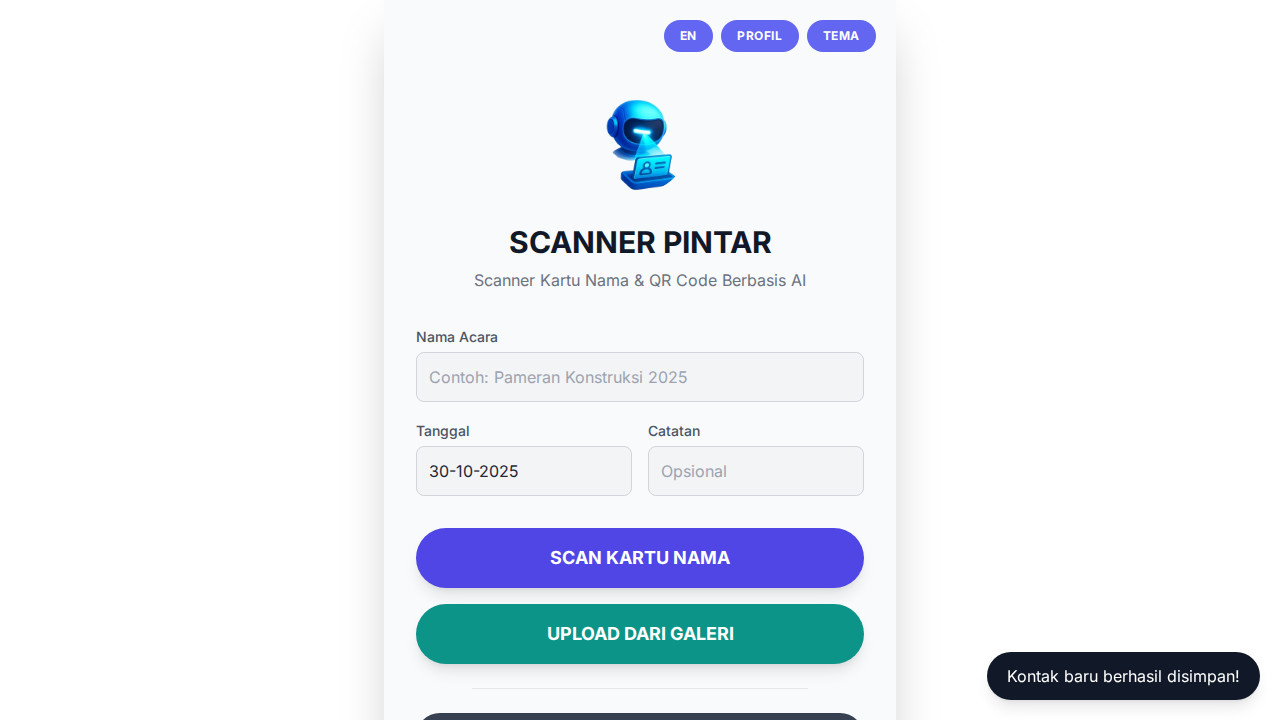 EN
PROFIL
TEMA
SCANNER PINTAR
Scanner Kartu Nama & QR Code Berbasis AI
Nama Acara
Contoh: Pameran Konstruksi 2025
Tanggal
Catatan
30-10-2025
Opsional
SCAN KARTU NAMA
UPLOAD DARI GALERI
Kontak baru berhasil disimpan!